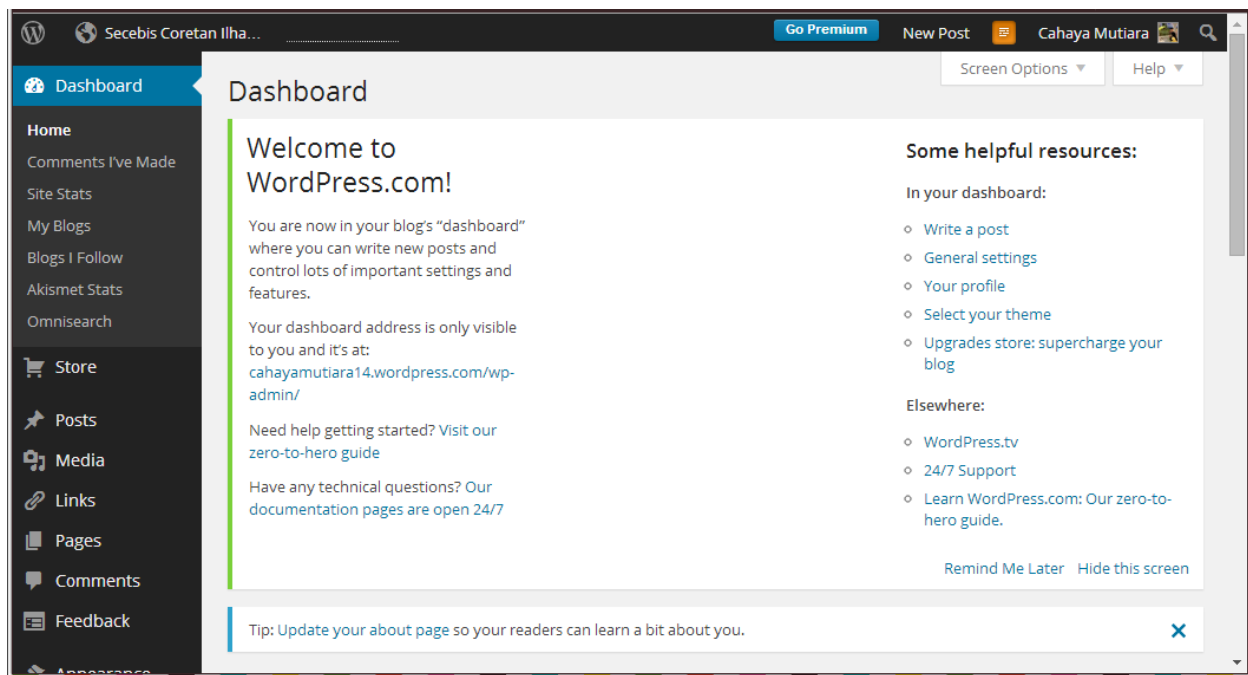 Secebis Coretan Ilha...
Go Premium
New Post
Cahaya Mutiara
Screen Options
Help
Dashboard
Home
Comments I've Made
Site Stats
My Blogs
Blogs I Follow
Akismet Stats
Omnisearch
Store
Posts
Media
Links
Pages
Comments
Feedback
Appearance
Dashboard
Welcome to
WordPress.com!
You are now in your blog's “dashboard”
where you can write new posts and
control lots of important settings and
features.
Your dashboard address is only visible
to you and it's at:
cahayamutiara14.wordpress.com/wp-
admin/
Need help getting started? Visit our
zero-to-hero guide
Have any technical questions? Our
documentation pages are open 24/7
Some helpful resources:
In your dashboard:
Write a post
General settings
Your profile
Select your theme
Upgrades store: supercharge your
blog
Elsewhere:
WordPress.tv
24/7 Support
Learn WordPress.com: Our zero-to-
hero guide.
Remind Me Later Hide this screen
Tip: Update your about page so your readers can learn a bit about you.